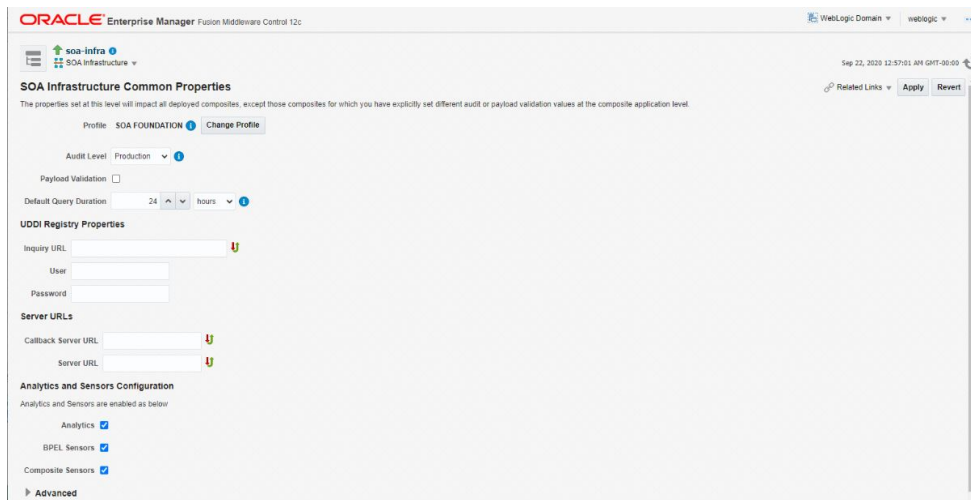 ORACLE Enterprise Manager Fusion Middleware Control 12c
WebLogic Domain weblogic
soa-infra
SOA Infrastructure
Sep 22, 2020 12:57:01 AM GMT-00:00
SOA Infrastructure Common Properties
Related Links Apply Revert
The properties set at this level will impact all deployed composites, except those composites for which you have explicitly set different audit or payload validation values at the composite application level.
Profile SOA FOUNDATION Change Profile
Audit Level Production
Payload Validation
Default Query Duration 24 hours
UDDI Registry Properties
Inquiry URL
User
Password
Server URLs
Callback Server URL
Server URL
Analytics and Sensors Configuration
Analytics and Sensors are enabled as below
Analytics
BPEL Sensors
Composite Sensors
Advanced